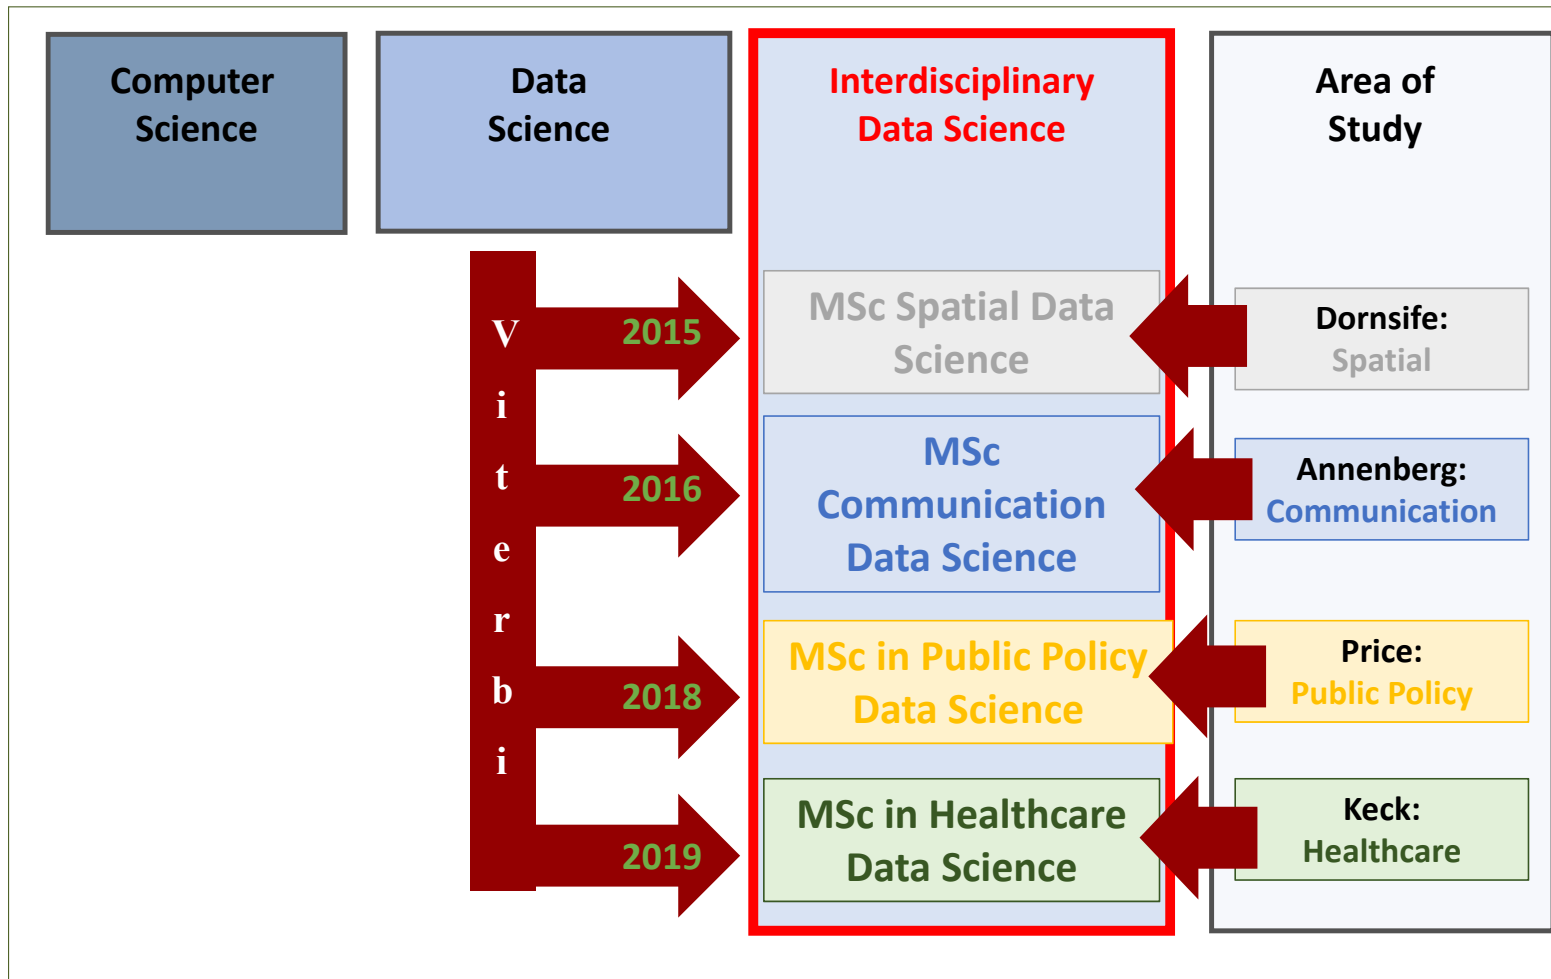 Computer
Science
Data
Science
Interdisciplinary
Data Science
Area of
Study
Viterbi
2015
MSc Spatial Data
Science
Dornsife:
Spatial
2016
MSc
Communication
Data Science
Annenberg:
Communication
2018
MSc in Public Policy
Data Science
Price:
Public Policy
2019
MSc in Healthcare
Data Science
Keck:
Healthcare